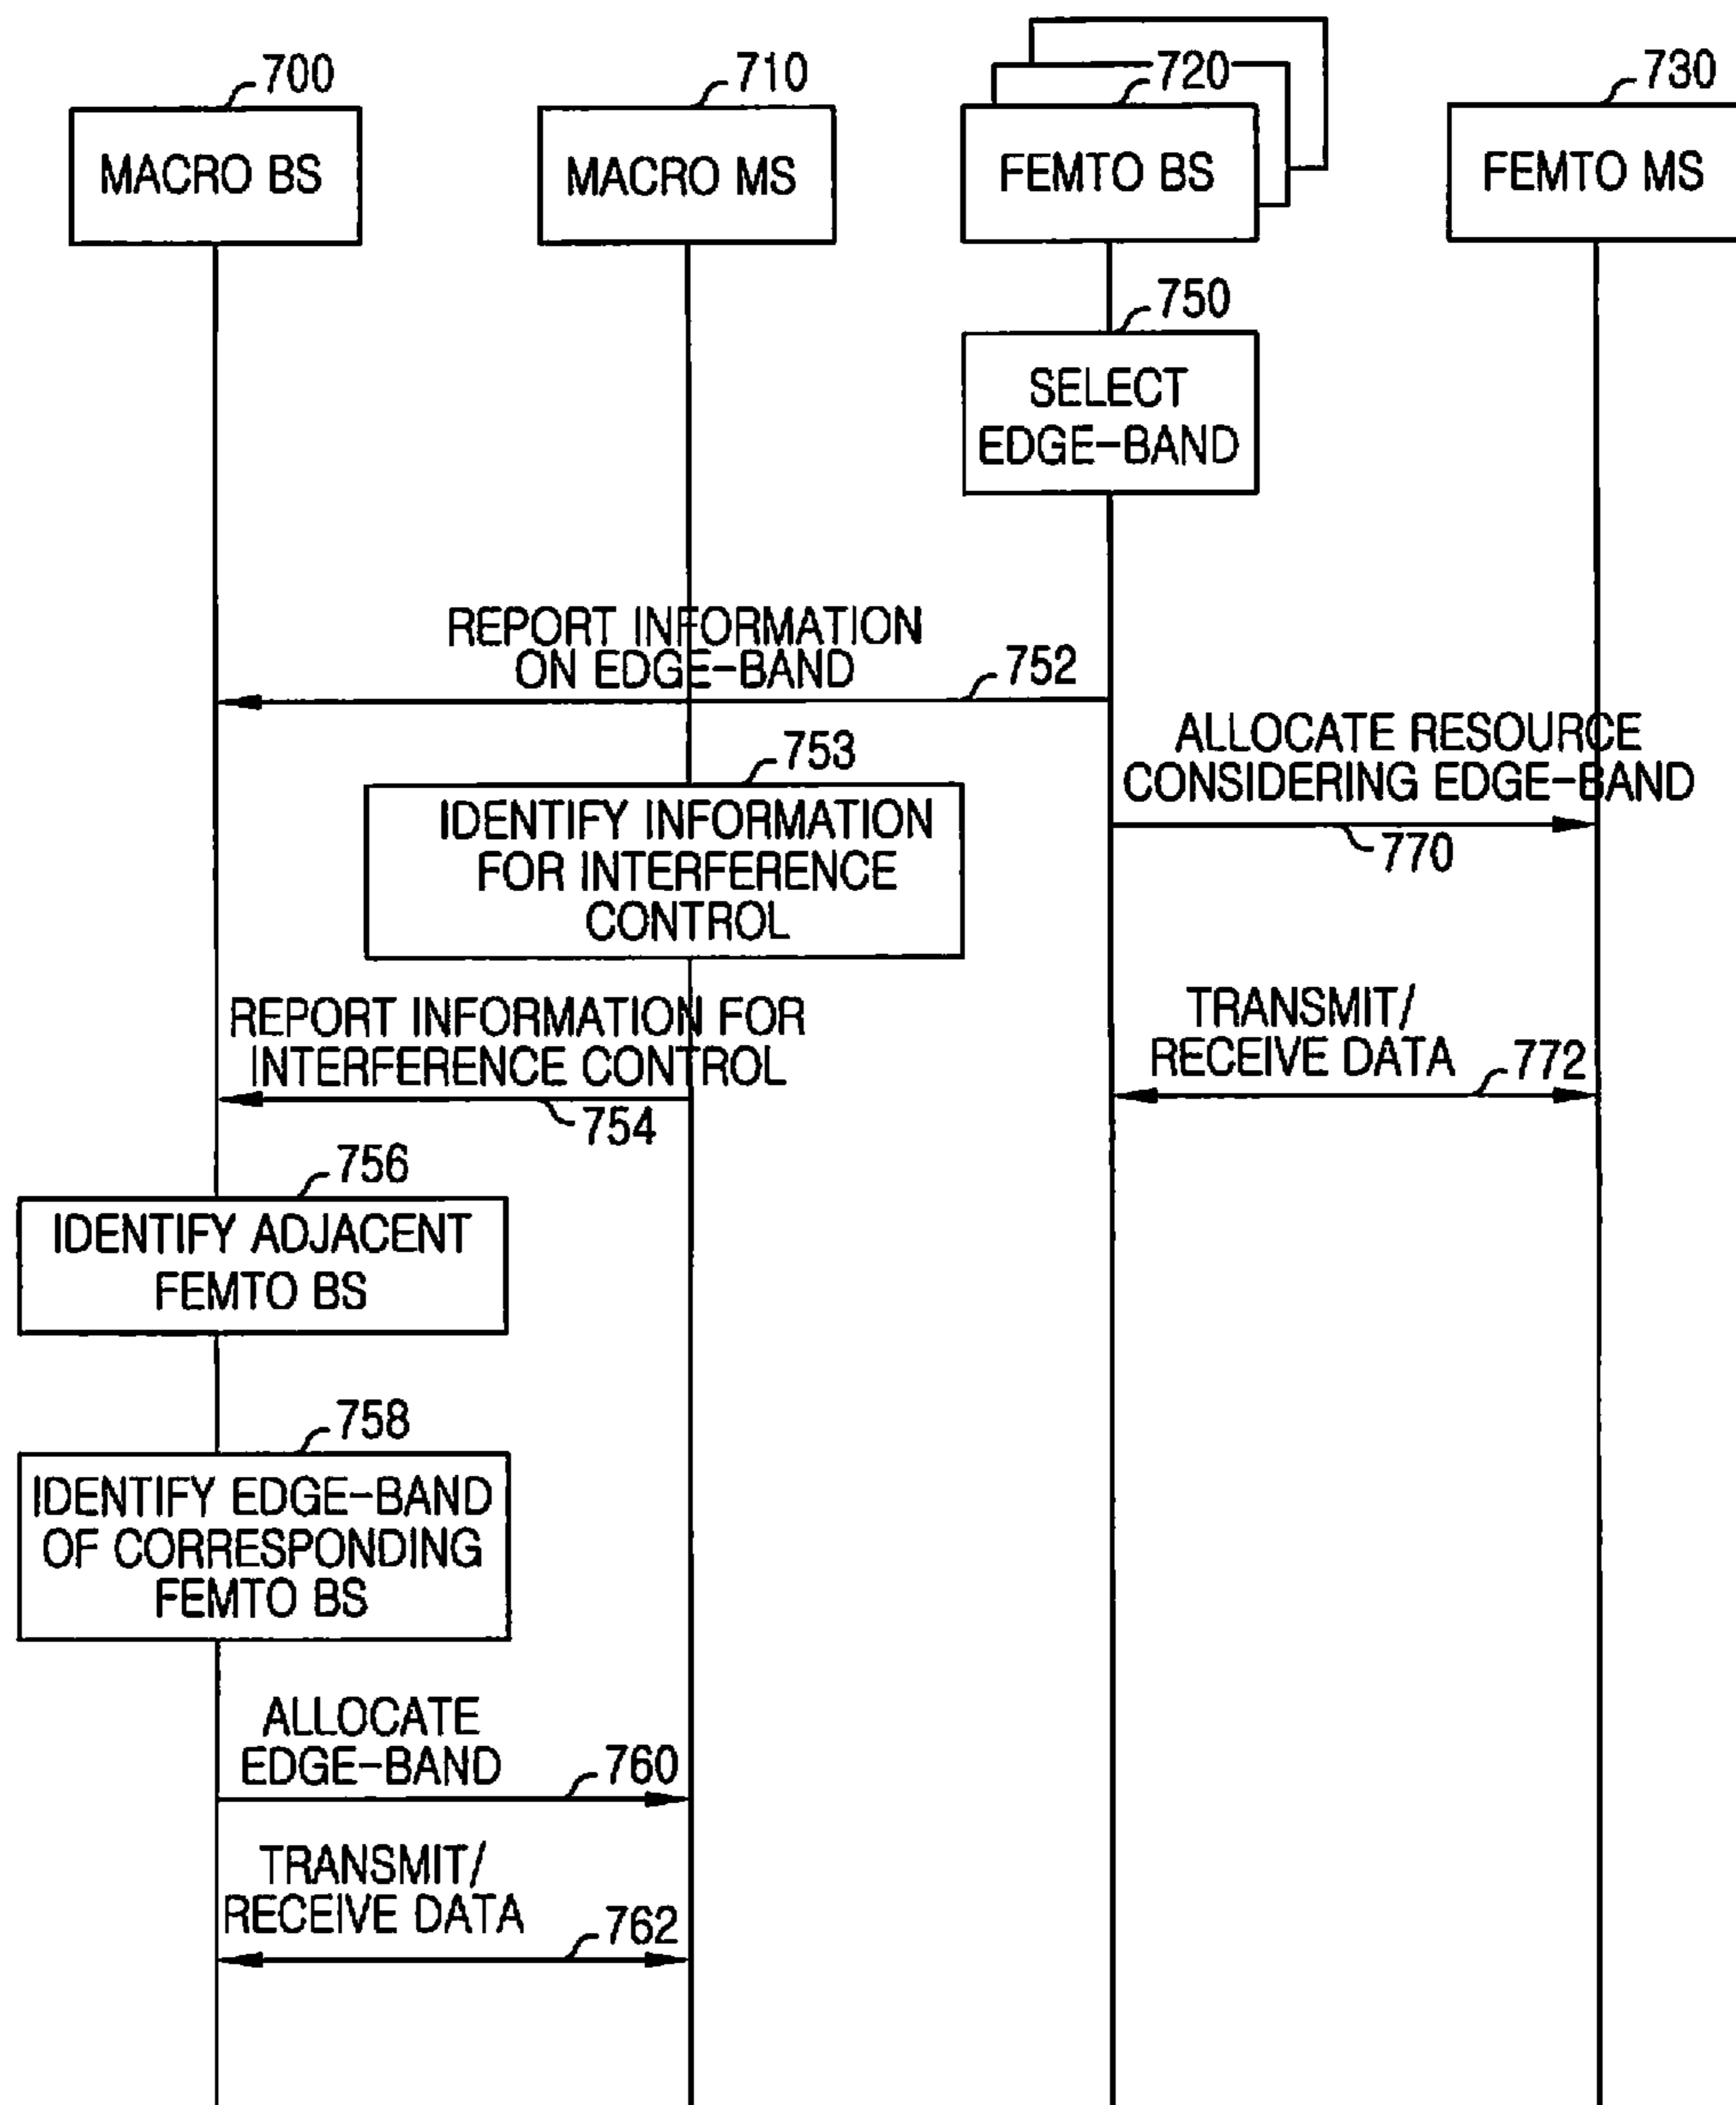 700
710
720
730
MACRO BS
MACRO MS
FEMTO BS
FEMTO MS
750
SELECT
EDGE-BAND
REPORT INFORMATION
ON EDGE-BAND
752
753
ALLOCATE RESOURCE
CONSIDERING EDGE-BAND
770
IDENTIFY INFORMATION
FOR INTERFERENCE
CONTROL
REPORT INFORMATION FOR
INTERFERENCE CONTROL
754
TRANSMIT/
RECEIVE DATA
772
756
IDENTIFY ADJACENT
FEMTO BS
758
IDENTIFY EDGE-BAND
OF CORRESPONDING
FEMTO BS
ALLOCATE
EDGE-BAND
760
TRANSMIT/
RECEIVE DATA
762